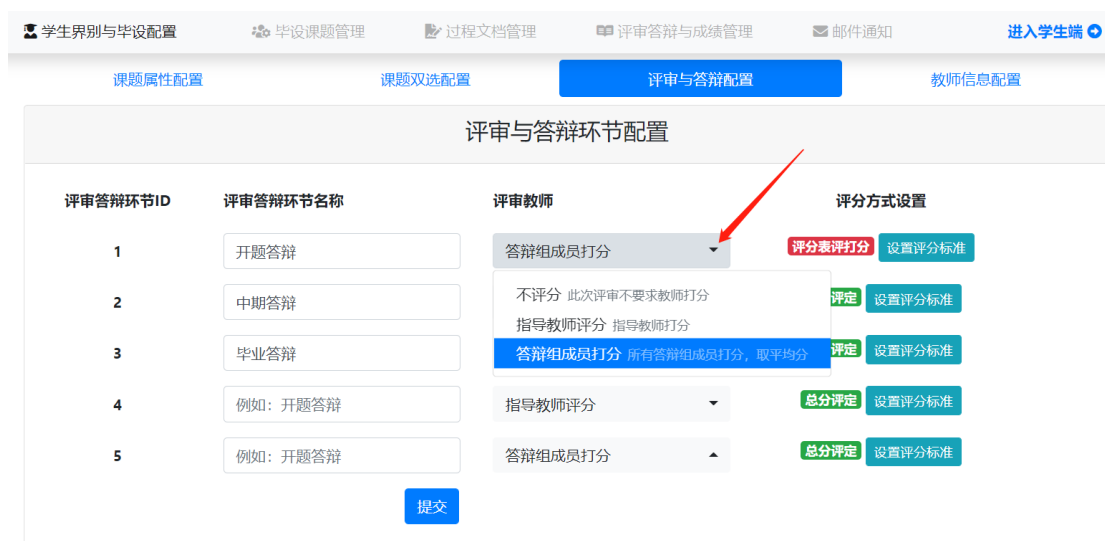 学生界别与毕设配置 毕设课题管理 过程文档管理 评审答辩与成绩管理 邮件通知 进入学生端
课题属性配置 课题双选配置 评审与答辩配置 教师信息配置
评审与答辩环节配置
评审答辩环节ID 评审答辩环节名称 评审教师 评分方式设置
1 开题答辩 答辩组成员打分 评分表评打分 设置评分标准
不评分 此次评审不要求教师打分
2 中期答辩 评定 设置评分标准
指导教师评分 指导教师打分
3 毕业答辩 答辩组成员打分 所有答辩组成员打分，取平均分 评定 设置评分标准
4 例如：开题答辩 指导教师评分 总分评定 设置评分标准
5 例如：开题答辩 答辩组成员打分 总分评定 设置评分标准
提交